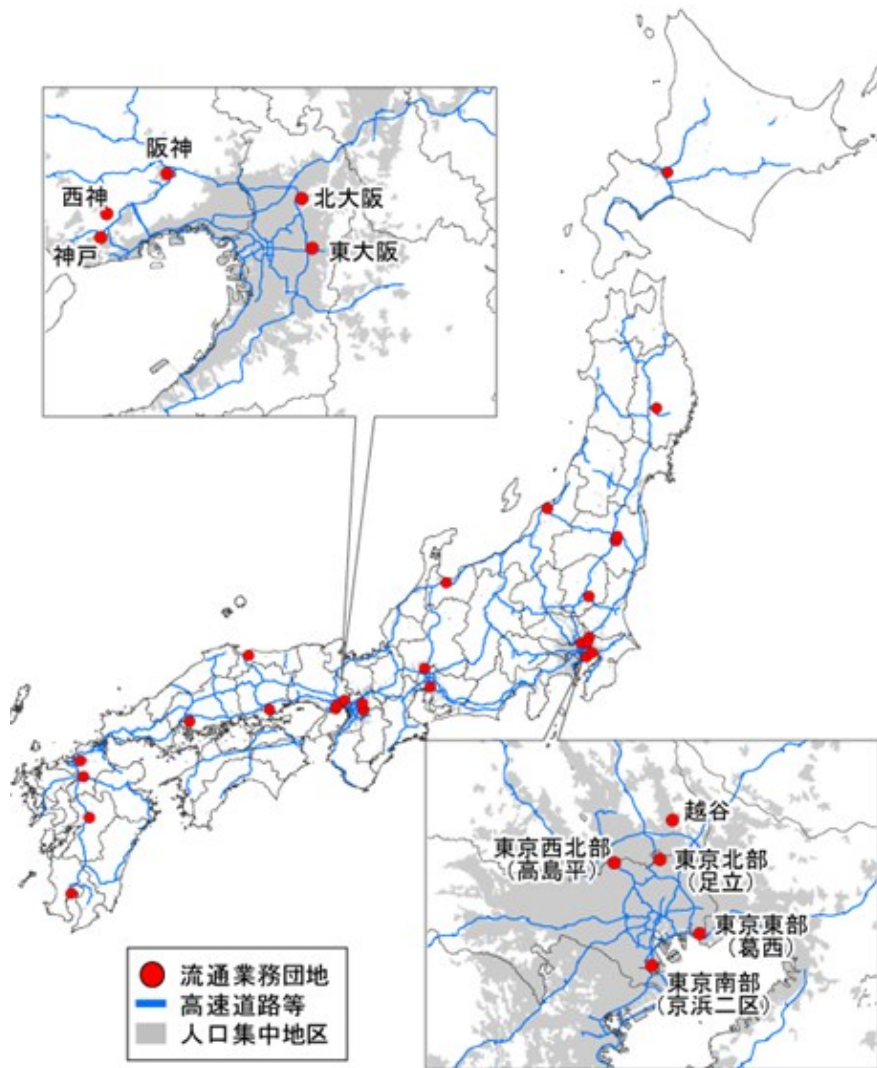 阪神
西神
神戸
北大阪
東大阪
越谷
東京西北部
(高島平)
東京北部
(足立)
東京東部
(葛西)
東京南部
(京浜二区)
流通業務団地
高速道路等
人口集中地区